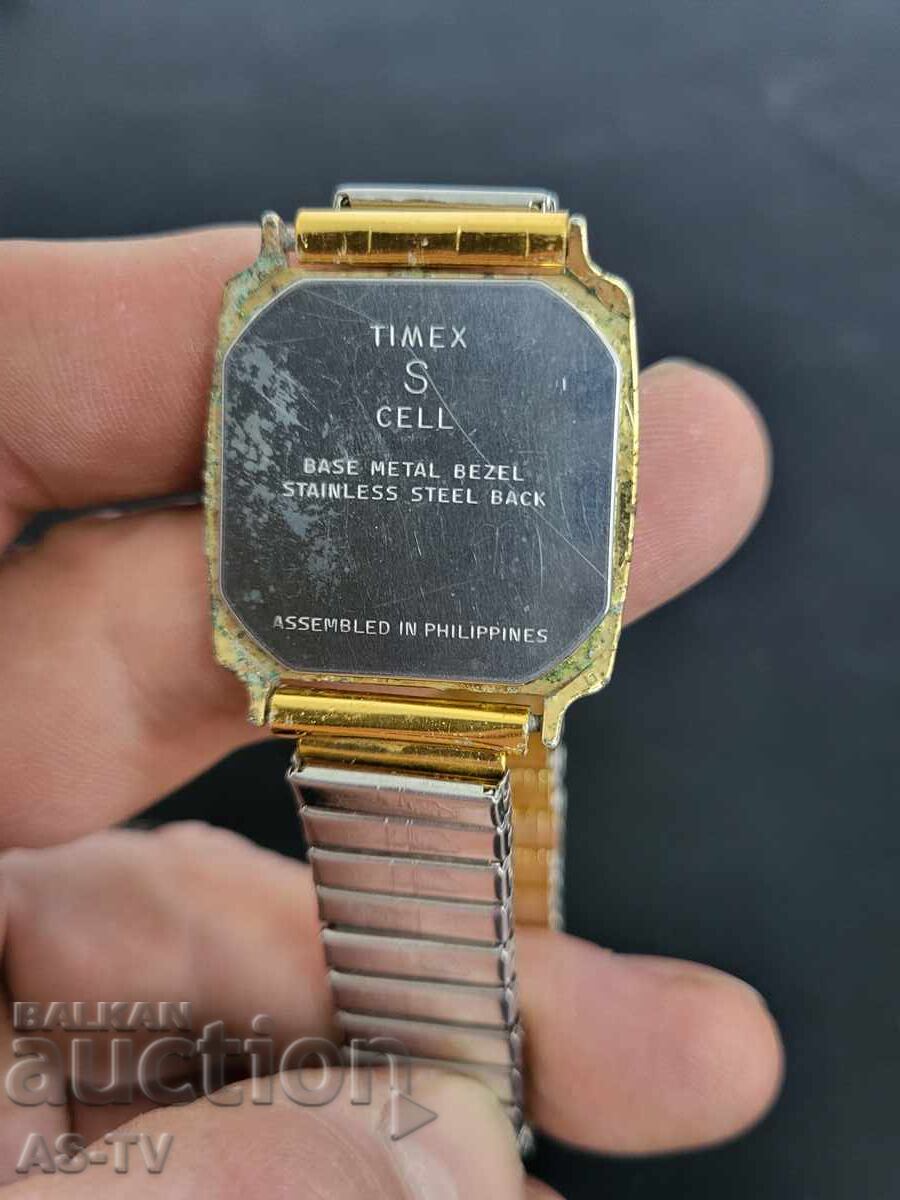 TIMEX
S
CELL
BASE METAL BEZEL
STAINLESS STEEL BACK
ASSEMBLED IN PHILIPPINES
BALKAN
auction
AS-TV